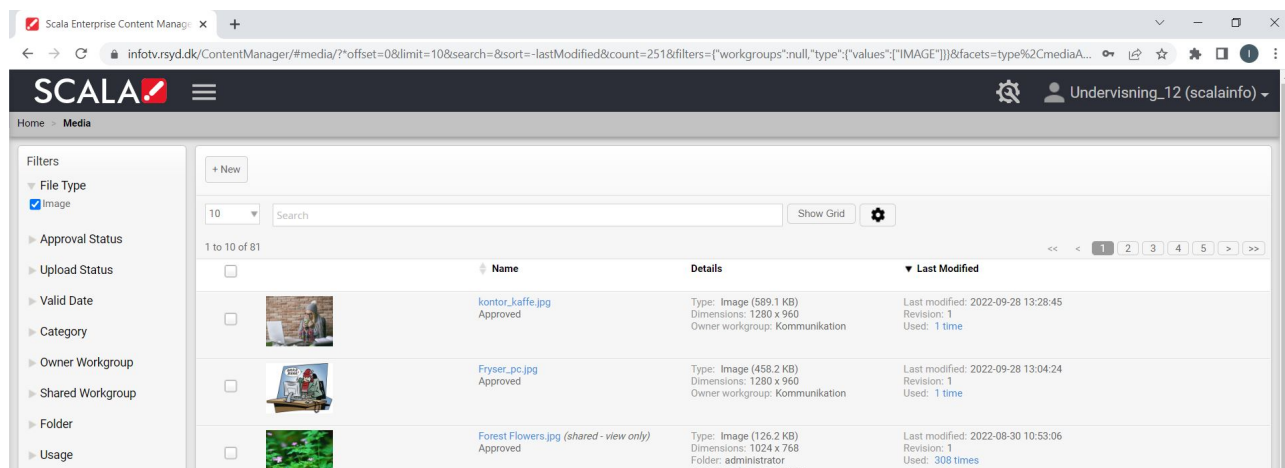 Scala Enterprise Content Manage
infotv.rsyd.dk/ContentManager/#media/?*offset=0&limit=10&search=&sort=-lastModified&count=251&filters={"workgroups":null,"type":{"values":["IMAGE"]}}&facets=type%2CmediaA...
SCALA
Undervisning_12 (scalainfo)
Home > Media
Filters
File Type
Image
Approval Status
Upload Status
Valid Date
Category
Owner Workgroup
Shared Workgroup
Folder
Usage
+ New
10 Search Show Grid
1 to 10 of 81 << < 1 2 3 4 5 > >>
Name Details Last Modified
kontor_kaffe.jpg
Approved
Type: Image (589.1 KB)
Dimensions: 1280 x 960
Owner workgroup: Kommunikation
Last modified: 2022-09-28 13:28:45
Revision: 1
Used: 1 time
Fryser_pc.jpg
Approved
Type: Image (458.2 KB)
Dimensions: 1280 x 960
Owner workgroup: Kommunikation
Last modified: 2022-09-28 13:04:24
Revision: 1
Used: 1 time
Forest Flowers.jpg (shared - view only)
Approved
Type: Image (126.2 KB)
Dimensions: 1024 x 768
Folder: administrator
Last modified: 2022-08-30 10:53:06
Revision: 1
Used: 308 times